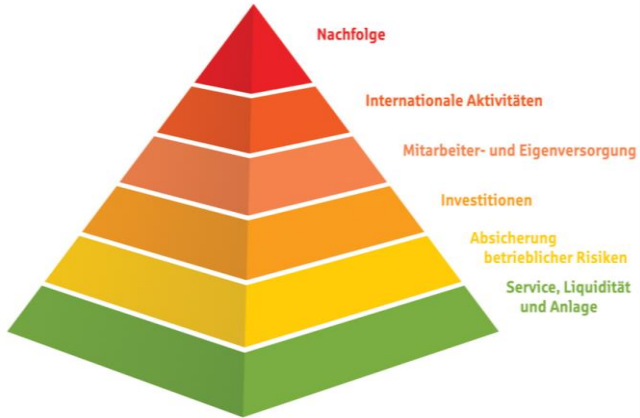 Nachfolge
Internationale Aktivitäten
Mitarbeiter- und Eigenversorgung
Investitionen
Absicherung
betrieblicher Risiken
Service, Liquidität
und Anlage